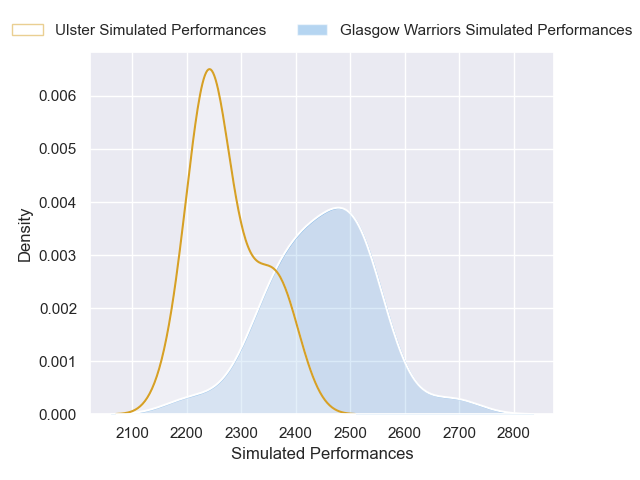 Ulster Simulated Performances
Glasgow Warriors Simulated Performances
0.006
0.005
0.004
0.003
0.002
0.001
0.000
Density
2100 2200 2300 2400 2500 2600 2700 2800
Simulated Performances